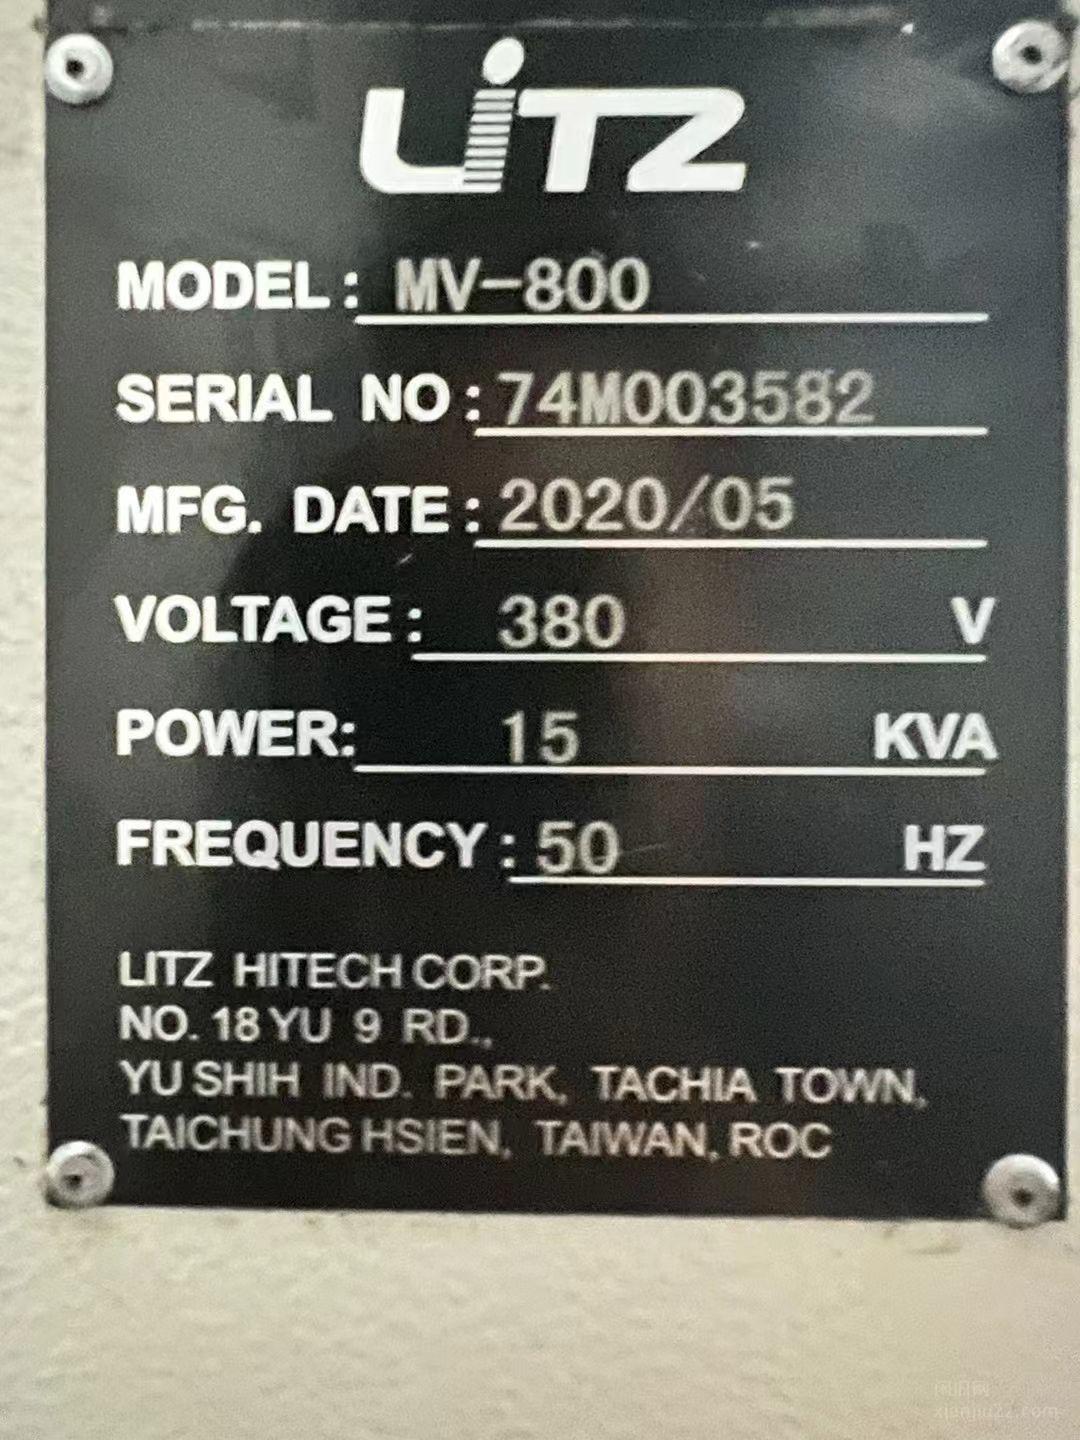 LiTZ
MODEL: MV-800
SERIAL NO: 74M003582
MFG. DATE: 2020/05
VOLTAGE: 380 V
POWER: 15 KVA
FREQUENCY: 50 HZ
LITZ HITECH CORP.
NO. 18 YU 9 RD.,
YU SHIH IND. PARK, TACHIA TOWN,
TAICHUNG HSIEN, TAIWAN, ROC